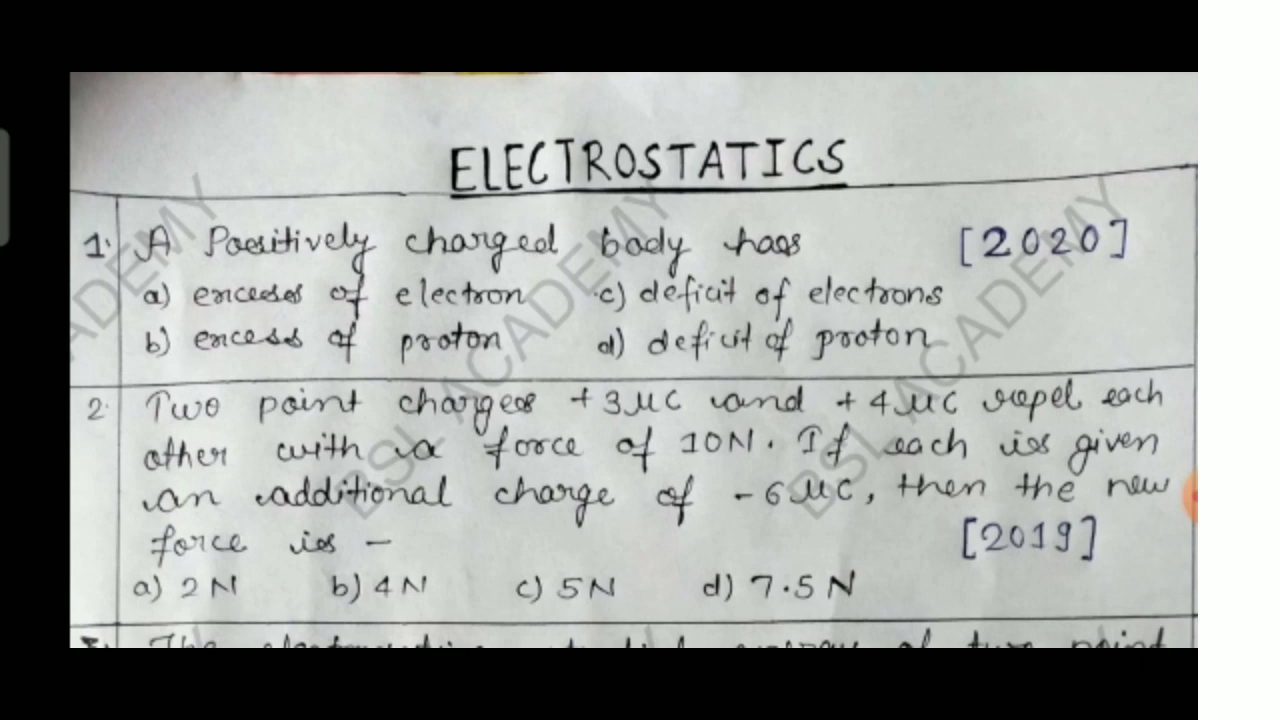 ELECTROSTATICS
1. A Positively charged body has [2020]
a) excess of electron c) deficit of electrons
b) excess of proton d) deficit of proton
2. Two point charges +3μC and +4μC repel each
other with a force of 10N. If each is given
an additional charge of -6μC, then the new
force is - [2019]
a) 2N b) 4N c) 5N d) 7.5N
BSL ACADEMY